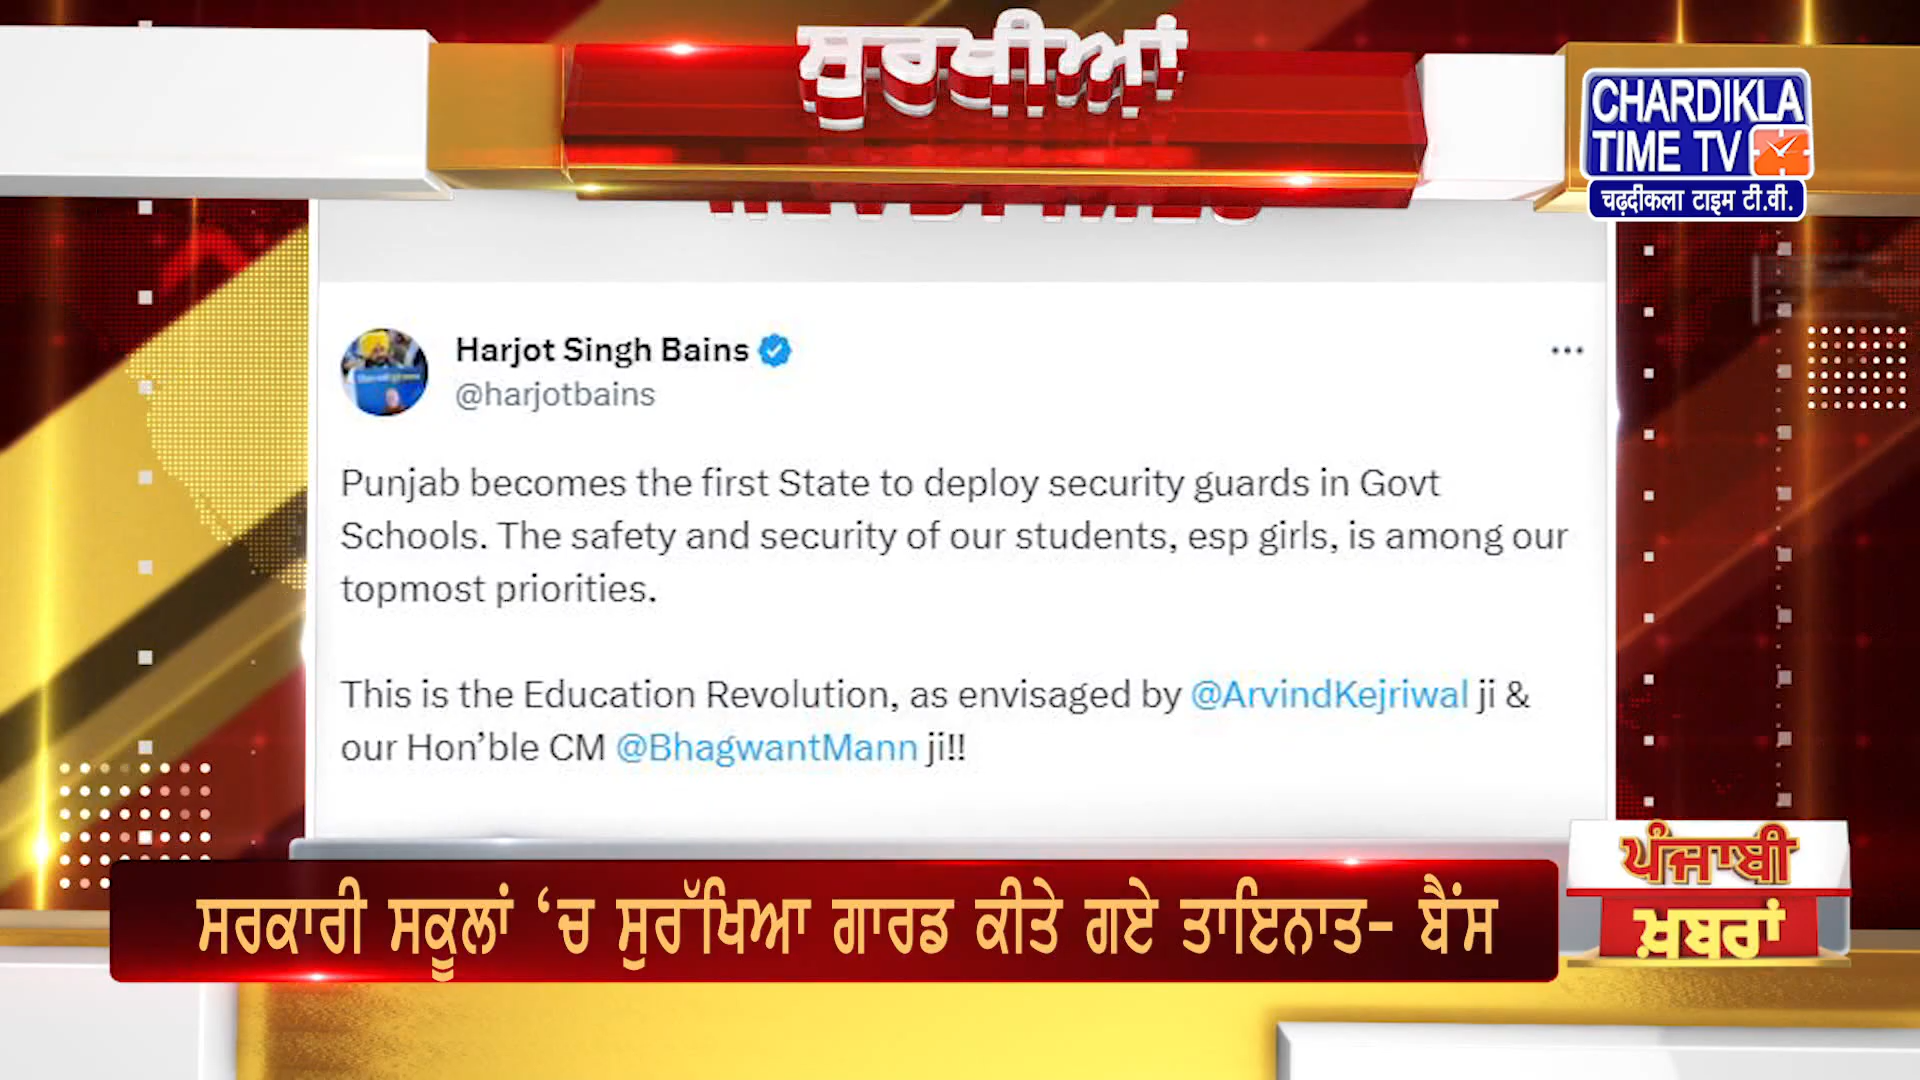 ਸੁਰਖੀਆਂ
CHARDIKLA
TIME TV
चढ़दीकला टाइम टी.वी.
Harjot Singh Bains
@harjotbains
Punjab becomes the first State to deploy security guards in Govt
Schools. The safety and security of our students, esp girls, is among our
topmost priorities.
This is the Education Revolution, as envisaged by @ArvindKejriwal ji &
our Hon’ble CM @BhagwantMann ji!!
ਸਰਕਾਰੀ ਸਕੂਲਾਂ ‘ਚ ਸੁਰੱਖਿਆ ਗਾਰਡ ਕੀਤੇ ਗਏ ਤਾਇਨਾਤ- ਬੈਂਸ
ਪੰਜਾਬੀ
ਖ਼ਬਰਾਂ